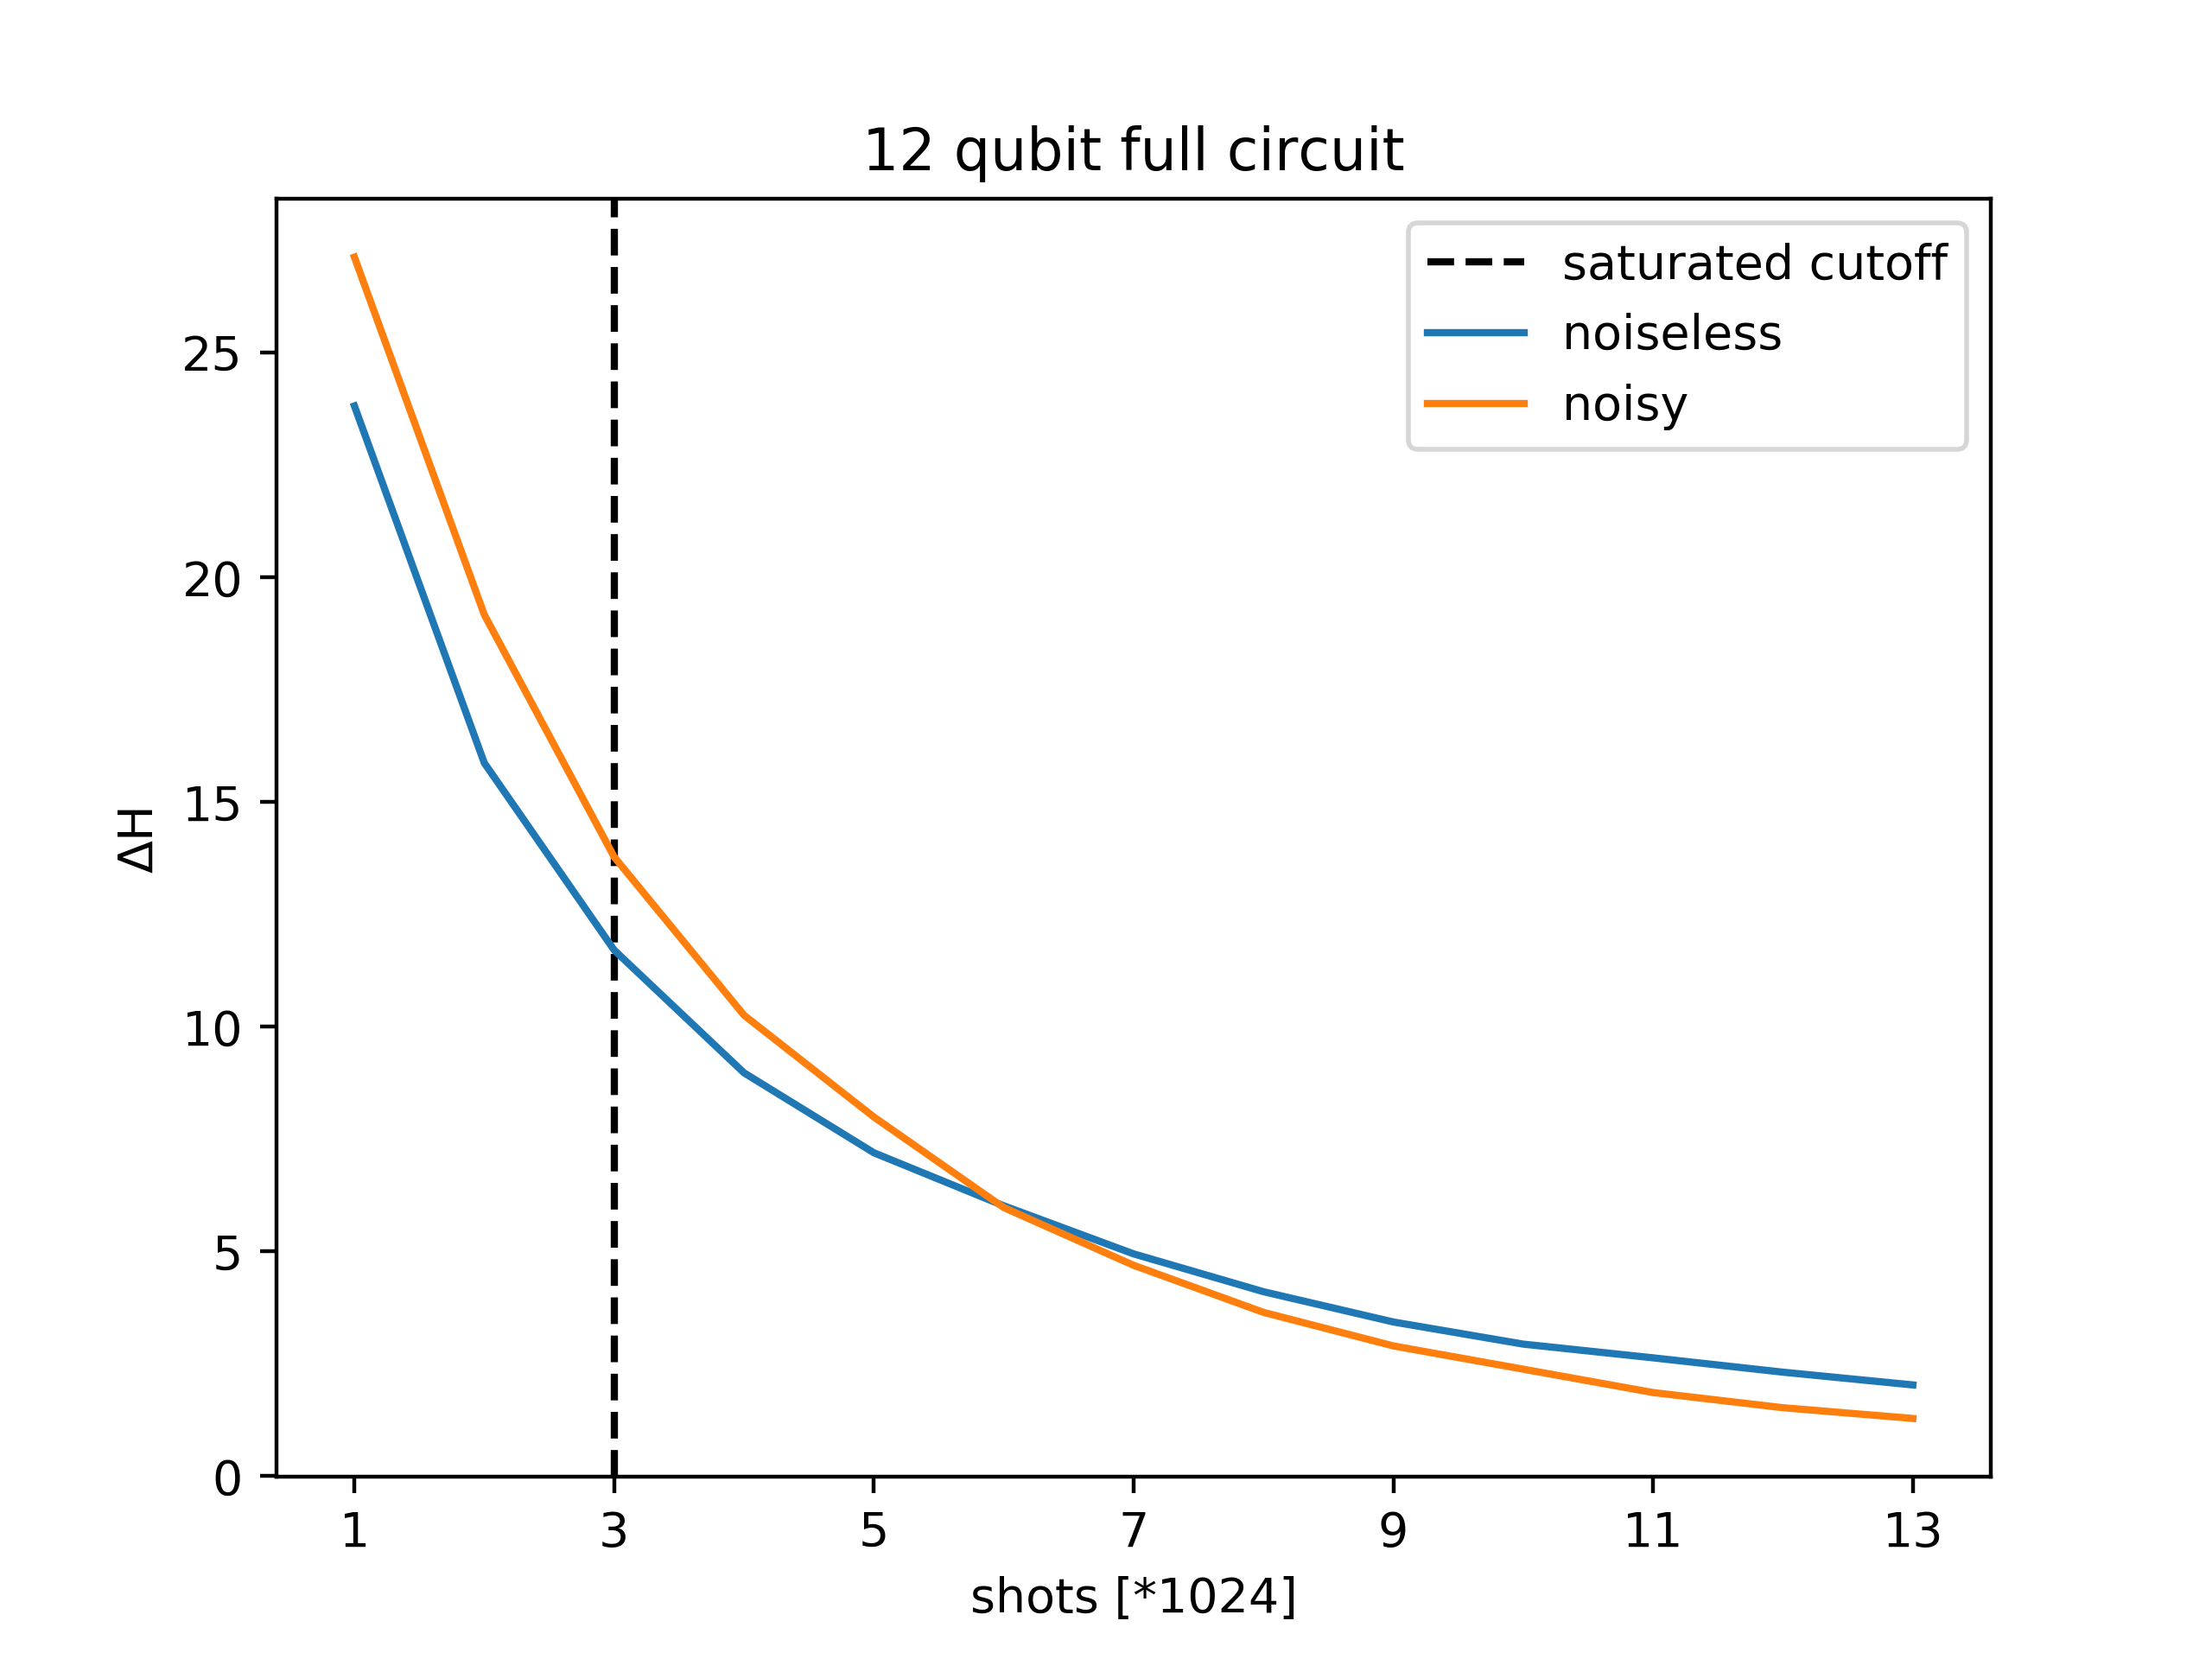 12 qubit full circuit
saturated cutoff
noiseless
noisy
25
20
15
10
5
0
ΔH
1 3 5 7 9 11 13
shots [*1024]